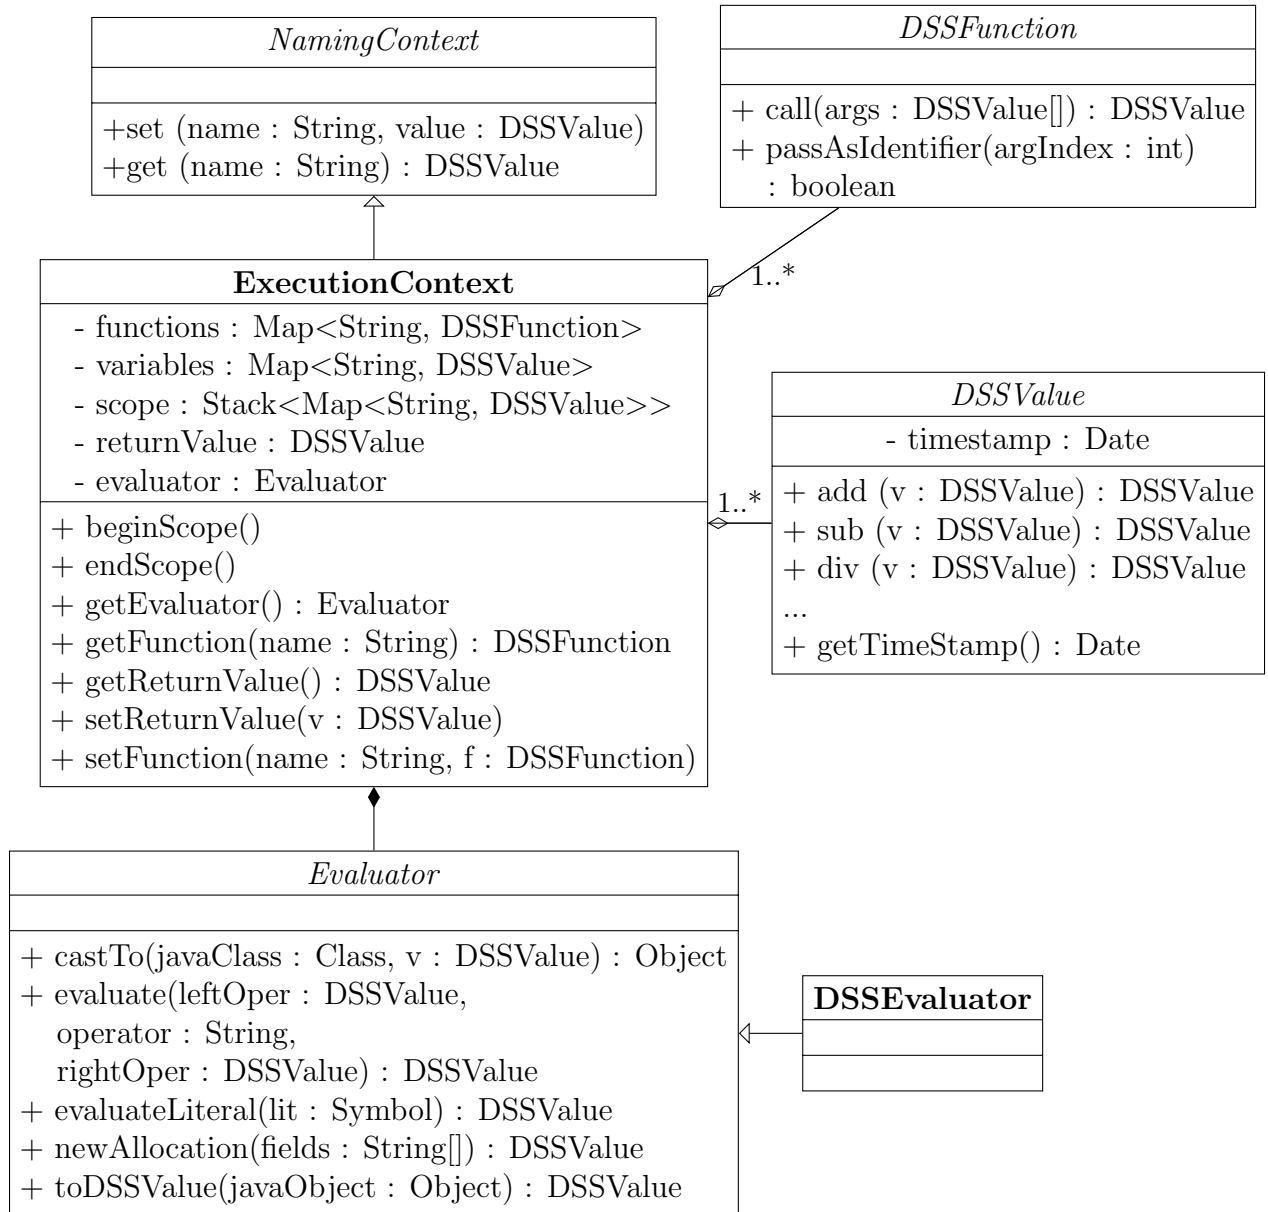 NamingContext
+set (name : String, value : DSSValue)
+get (name : String) : DSSValue
DSSFunction
+ call(args : DSSValue[]) : DSSValue
+ passAsIdentifier(argIndex : int)
: boolean
1..*
ExecutionContext
- functions : Map<String, DSSFunction>
- variables : Map<String, DSSValue>
- scope : Stack<Map<String, DSSValue>>
- returnValue : DSSValue
- evaluator : Evaluator
+ beginScope()
+ endScope()
+ getEvaluator() : Evaluator
+ getFunction(name : String) : DSSFunction
+ getReturnValue() : DSSValue
+ setReturnValue(v : DSSValue)
+ setFunction(name : String, f : DSSFunction)
1..*
DSSValue
- timestamp : Date
+ add (v : DSSValue) : DSSValue
+ sub (v : DSSValue) : DSSValue
+ div (v : DSSValue) : DSSValue
...
+ getTimeStamp() : Date
Evaluator
+ castTo(javaClass : Class, v : DSSValue) : Object
+ evaluate(leftOper : DSSValue,
operator : String,
rightOper : DSSValue) : DSSValue
+ evaluateLiteral(lit : Symbol) : DSSValue
+ newAllocation(fields : String[]) : DSSValue
+ toDSSValue(javaObject : Object) : DSSValue
DSSEvaluator